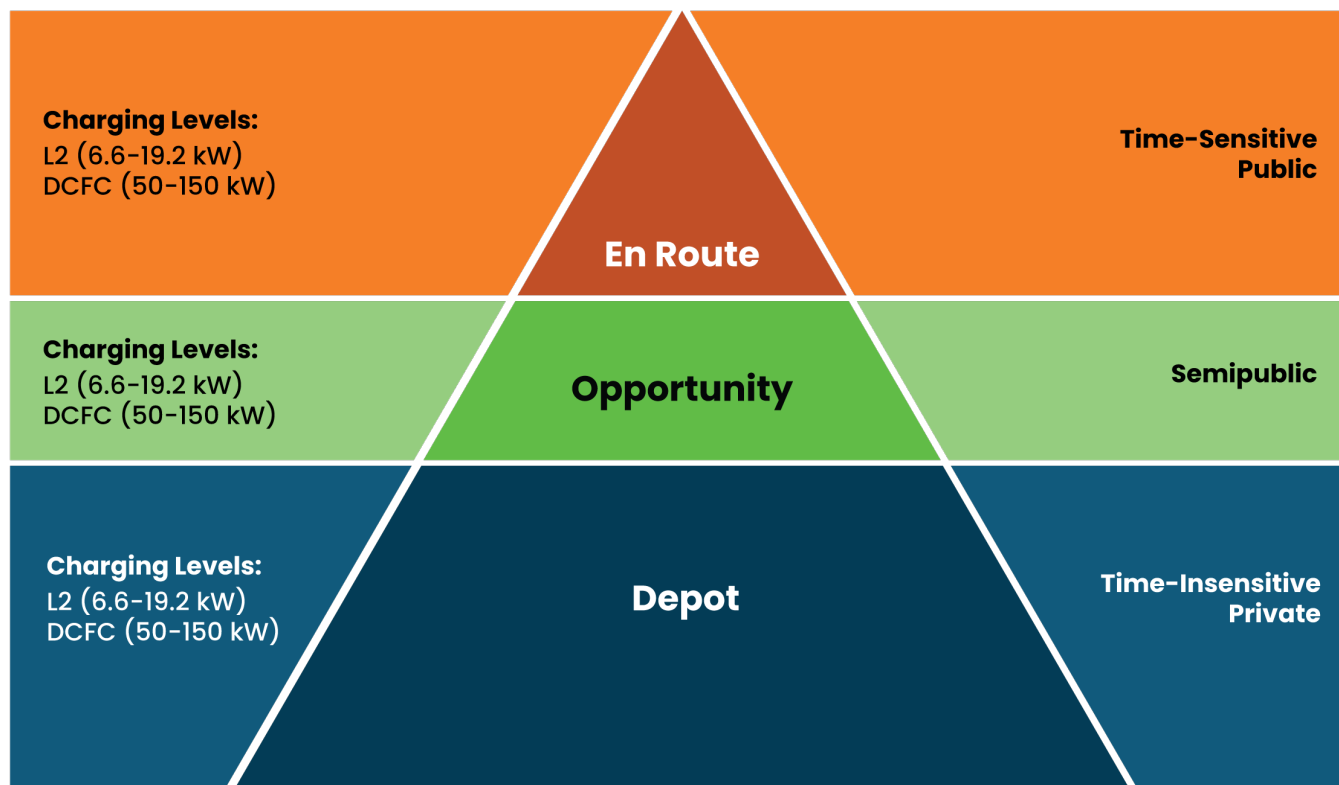 Charging Levels:
L2 (6.6-19.2 kW)
DCFC (50-150 kW)
En Route
Time-Sensitive
Public
Charging Levels:
L2 (6.6-19.2 kW)
DCFC (50-150 kW)
Opportunity
Semipublic
Charging Levels:
L2 (6.6-19.2 kW)
DCFC (50-150 kW)
Depot
Time-Insensitive
Private